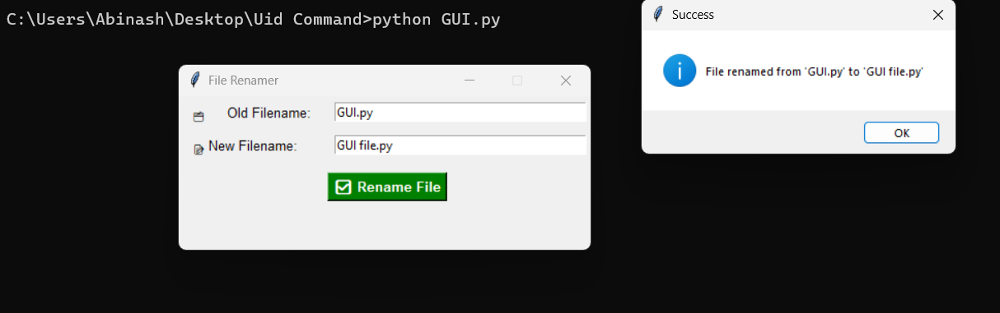 C:\Users\Abinash\Desktop\Uid Command>python GUI.py
File Renamer
Old Filename: GUI.py
New Filename: GUI file.py
Rename File
Success
File renamed from 'GUI.py' to 'GUI file.py'
OK